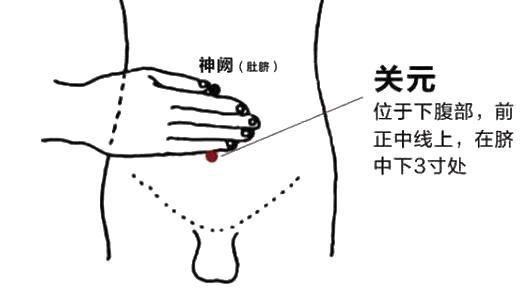 神阙（肚脐）
关元
位于下腹部，前
正中线上，在脐
中下3寸处